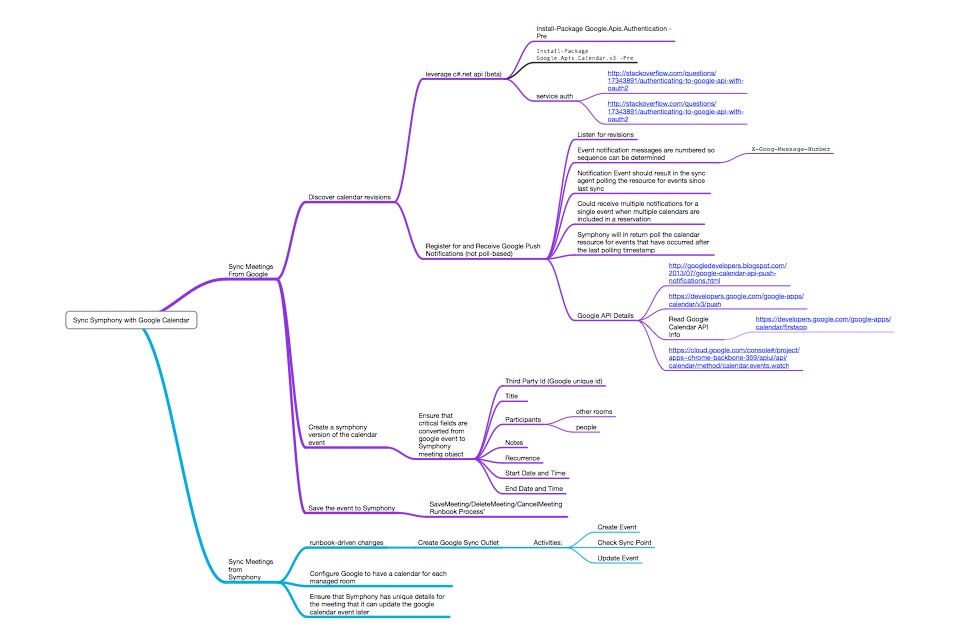 Sync Symphony with Google Calendar
Sync Meetings
From Google
Discover calendar revisions
leverage c#.net api (beta)
Install-Package Google.Apis.Authentication -
Pre
Install-Package
Google.Apis.Calendar.v3 -Pre
service auth
http://stackoverflow.com/questions/
17343891/authenticating-to-google-api-with-
oauth2
http://stackoverflow.com/questions/
17343891/authenticating-to-google-api-with-
oauth2
Register for and Receive Google Push
Notifications (not poll-based)
Listen for revisions
Event notification messages are numbered so
sequence can be determined
X-Goog-Message-Number
Notification Event should result in the sync
agent polling the resource for events since
last sync
Could receive multiple notifications for a
single event when multiple calendars are
included in a reservation
Symphony will in return poll the calendar
resource for events that have occurred after
the last polling timestamp
Google API Details
http://googledevelopers.blogspot.com/
2013/07/google-calendar-api-push-
notifications.html
https://developers.google.com/google-apps/
calendar/v3/push
Read Google
Calendar API
Info
https://developers.google.com/google-apps/
calendar/firstapp
https://cloud.google.com/console#/project/
apps~chrome-backbone-359/apiui/api/
calendar/method/calendar.events.watch
Create a symphony
version of the calendar
event
Ensure that
critical fields are
converted from
google event to
Symphony
meeting object
Third Party Id (Google unique id)
Title
Participants
other rooms
people
Notes
Recurrence
Start Date and Time
End Date and Time
Save the event to Symphony
SaveMeeting/DeleteMeeting/CancelMeeting
Runbook Process"
Sync Meetings
from
Symphony
runbook-driven changes
Create Google Sync Outlet
Activities:
Create Event
Check Sync Point
Update Event
Configure Google to have a calendar for each
managed room
Ensure that Symphony has unique details for
the meeting that it can update the google
calendar event later